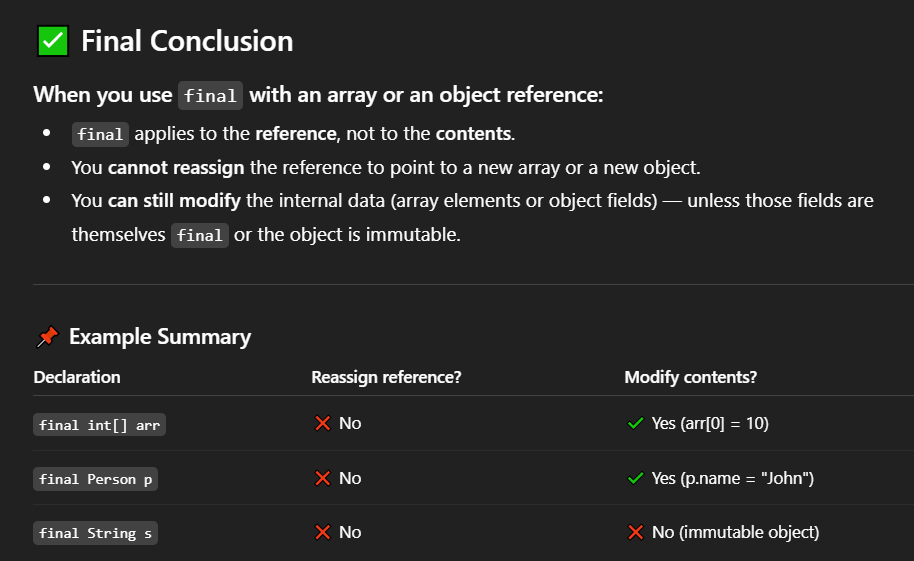 ✅ Final Conclusion
When you use final with an array or an object reference:
• final applies to the reference, not to the contents.
• You cannot reassign the reference to point to a new array or a new object.
• You can still modify the internal data (array elements or object fields) — unless those fields are
themselves final or the object is immutable.
📌 Example Summary
Declaration Reassign reference? Modify contents?
final int[] arr ❌ No ✔ Yes (arr[0] = 10)
final Person p ❌ No ✔ Yes (p.name = "John")
final String s ❌ No ❌ No (immutable object)